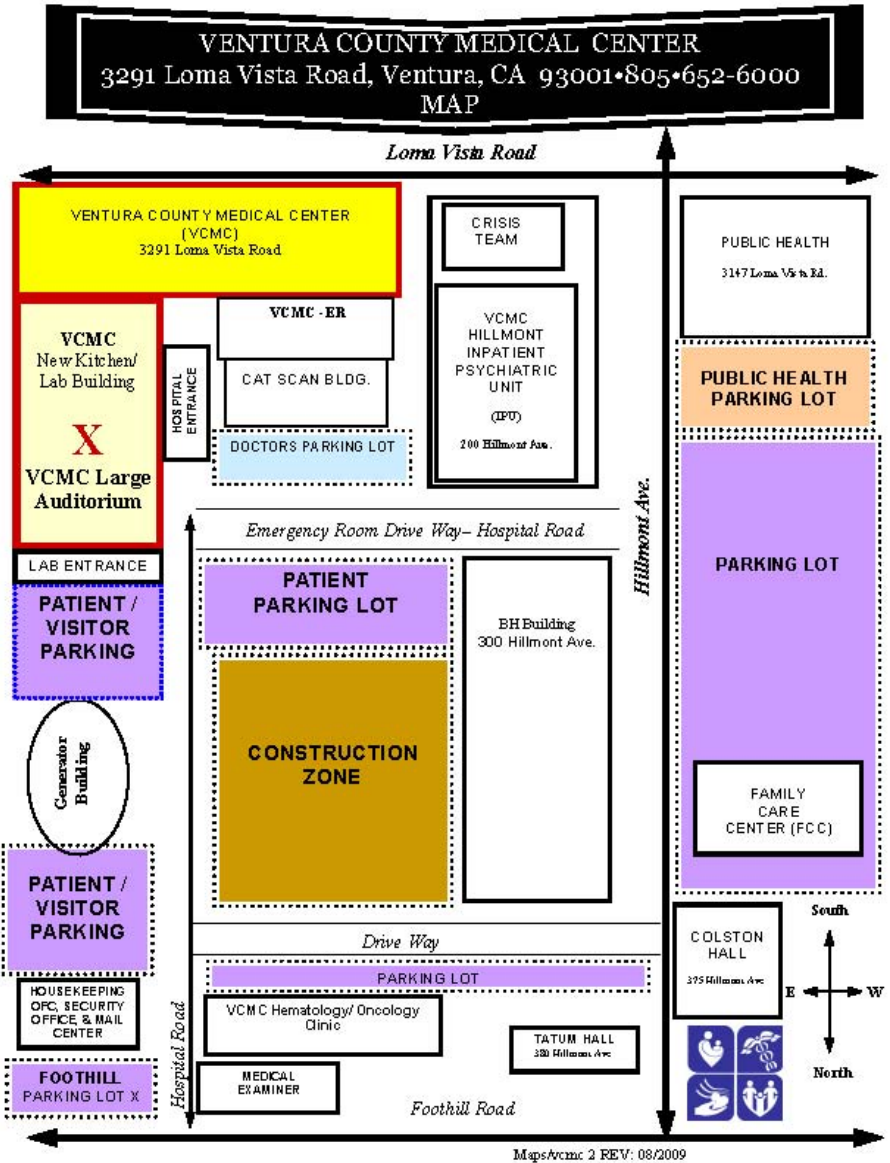 VENTURA COUNTY MEDICAL CENTER
3291 Loma Vista Road, Ventura, CA 93001•805•652-6000
MAP
Loma Vista Road
VENTURA COUNTY MEDICAL CENTER
(VCMC)
3291 Loma Vista Road
CRISIS
TEAM
PUBLIC HEALTH
3147 Loma Vista Rd.
VCMC
New Kitchen/
Lab Building
X
VCMC Large
Auditorium
HOSPITAL
ENTRANCE
VCMC - ER
CAT SCAN BLDG.
DOCTORS PARKING LOT
VCMC
HILLMONT
INPATIENT
PSYCHIATRIC
UNIT
(IPU)
200 Hillmont Ave.
PUBLIC HEALTH
PARKING LOT
Hillmont Ave.
PARKING LOT
Emergency Room Drive Way– Hospital Road
LAB ENTRANCE
PATIENT /
VISITOR
PARKING
PATIENT
PARKING LOT
BH Building
300 Hillmont Ave.
Generator
Building
CONSTRUCTION
ZONE
FAMILY
CARE
CENTER (FCC)
PATIENT /
VISITOR
PARKING
Drive Way
PARKING LOT
COLSTON
HALL
375 Hillmont Ave
South
E
W
North
HOUSEKEEPING
OFC, SECURITY
OFFICE, & MAIL
CENTER
Hospital Road
VCMC Hematology/ Oncology
Clinic
TATUM HALL
380 Hillmont Ave
FOOTHILL
PARKING LOT X
MEDICAL
EXAMINER
Foothill Road
Maps/vcmc 2 REV: 08/2009